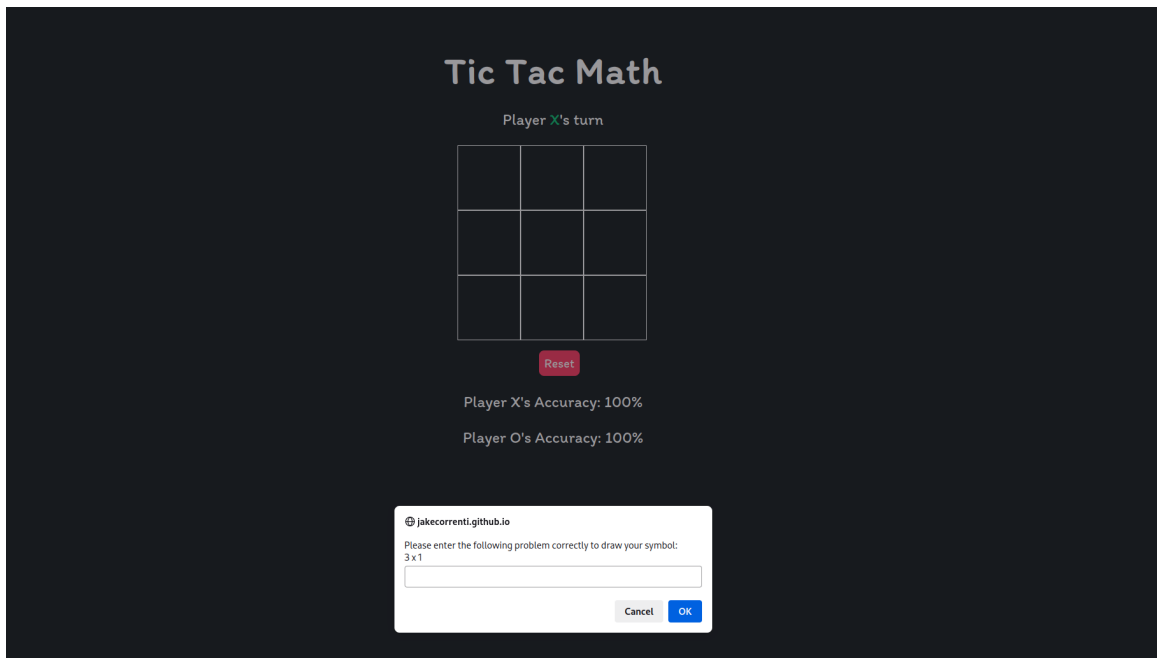 Tic Tac Math
Player X's turn
Reset
Player X's Accuracy: 100%
Player O's Accuracy: 100%
jakecorrenti.github.io
Please enter the following problem correctly to draw your symbol:
3 x 1
Cancel OK